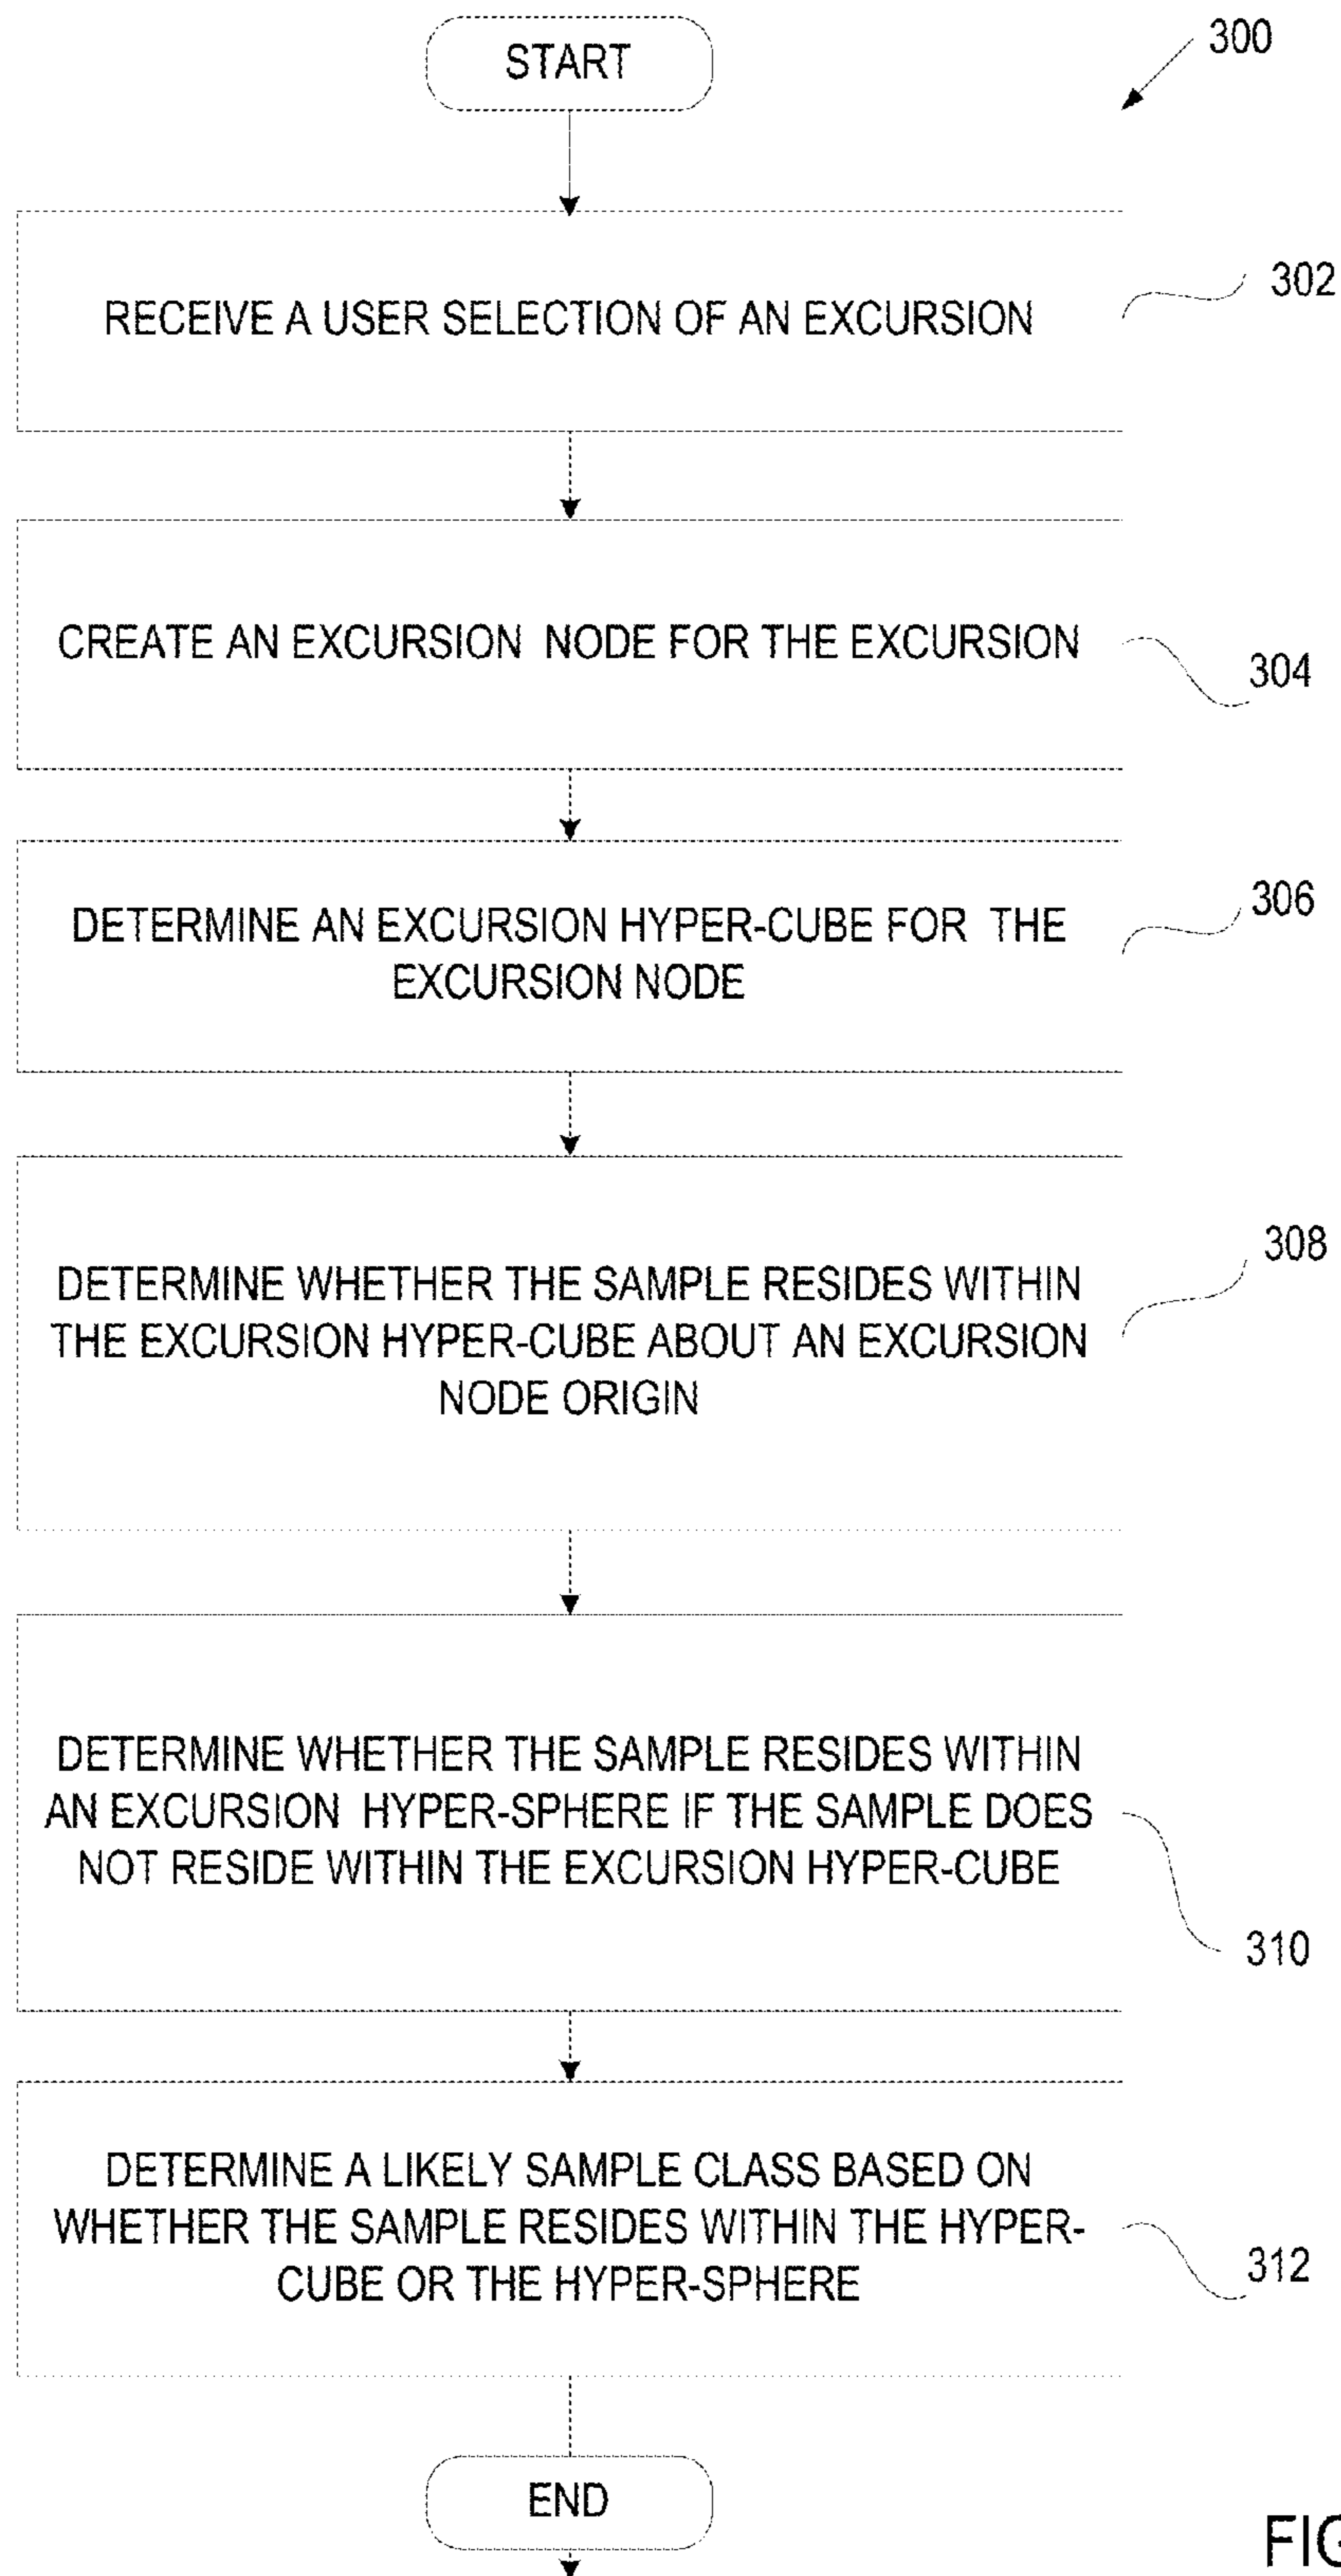 START
300
RECEIVE A USER SELECTION OF AN EXCURSION
302
CREATE AN EXCURSION NODE FOR THE EXCURSION
304
DETERMINE AN EXCURSION HYPER-CUBE FOR THE
EXCURSION NODE
306
DETERMINE WHETHER THE SAMPLE RESIDES WITHIN
THE EXCURSION HYPER-CUBE ABOUT AN EXCURSION
NODE ORIGIN
308
DETERMINE WHETHER THE SAMPLE RESIDES WITHIN
AN EXCURSION HYPER-SPHERE IF THE SAMPLE DOES
NOT RESIDE WITHIN THE EXCURSION HYPER-CUBE
310
DETERMINE A LIKELY SAMPLE CLASS BASED ON
WHETHER THE SAMPLE RESIDES WITHIN THE HYPER-
CUBE OR THE HYPER-SPHERE
312
END
FIG